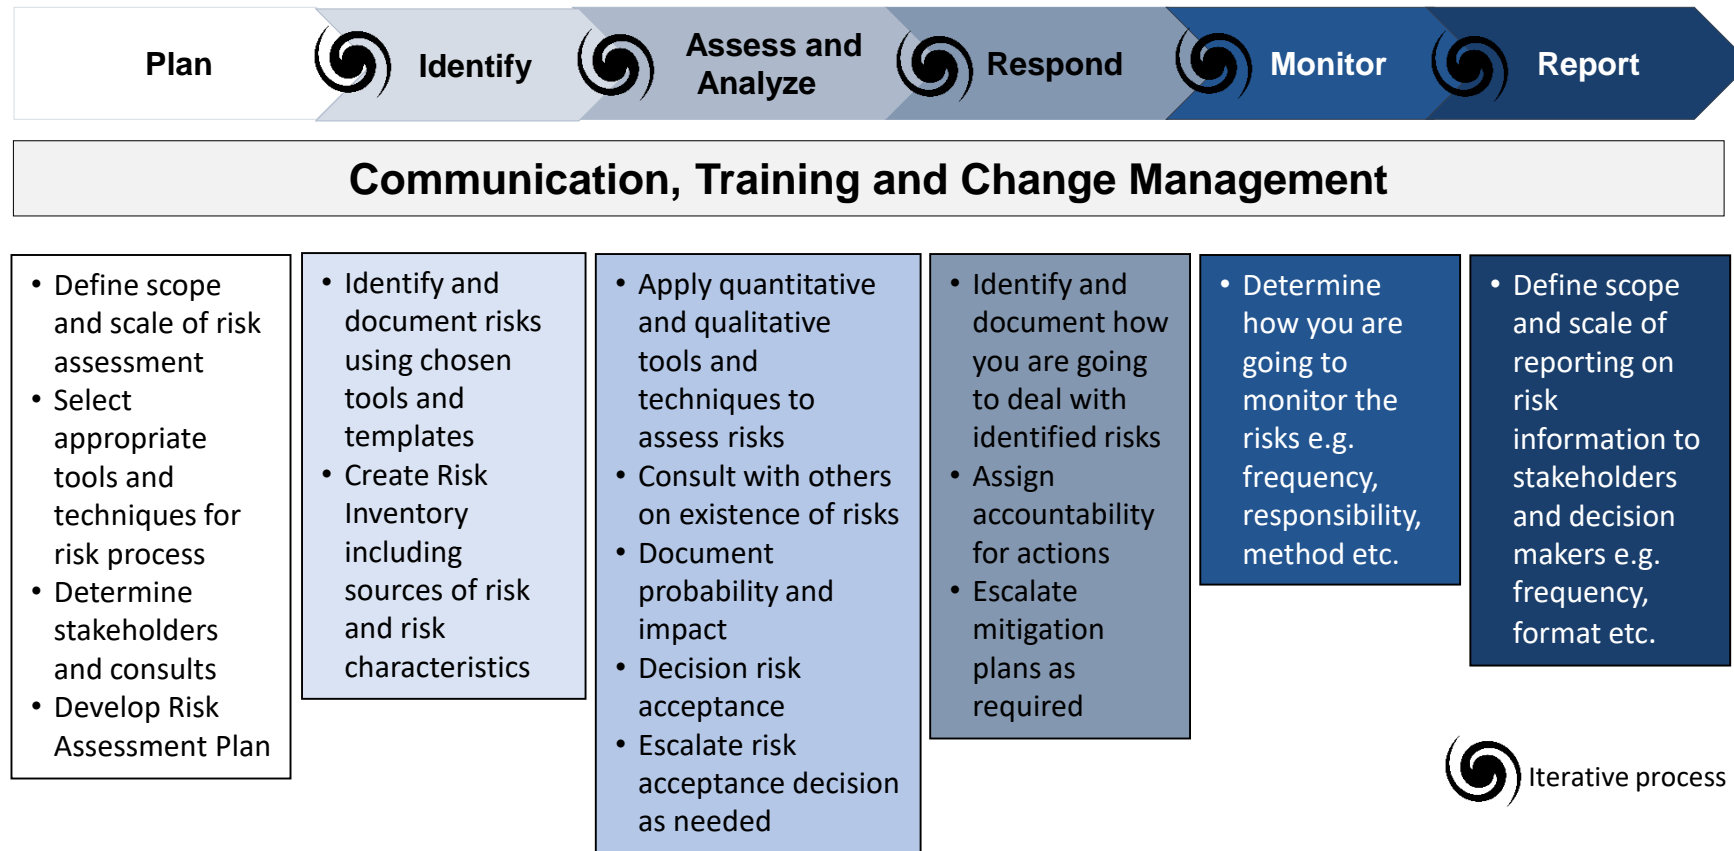 Plan
Identify
Assess and
Analyze
Respond
Monitor
Report
Communication, Training and Change Management
• Define scope
and scale of risk
assessment
• Select
appropriate
tools and
techniques for
risk process
• Determine
stakeholders
and consults
• Develop Risk
Assessment Plan
• Identify and
document risks
using chosen
tools and
templates
• Create Risk
Inventory
including
sources of risk
and risk
characteristics
• Apply quantitative
and qualitative
tools and
techniques to
assess risks
• Consult with others
on existence of risks
• Document
probability and
impact
• Decision risk
acceptance
• Escalate risk
acceptance decision
as needed
• Identify and
document how
you are going
to deal with
identified risks
• Assign
accountability
for actions
• Escalate
mitigation
plans as
required
• Determine
how you are
going to
monitor the
risks e.g.
frequency,
responsibility,
method etc.
• Define scope
and scale of
reporting on
risk
information to
stakeholders
and decision
makers e.g.
frequency,
format etc.
Iterative process